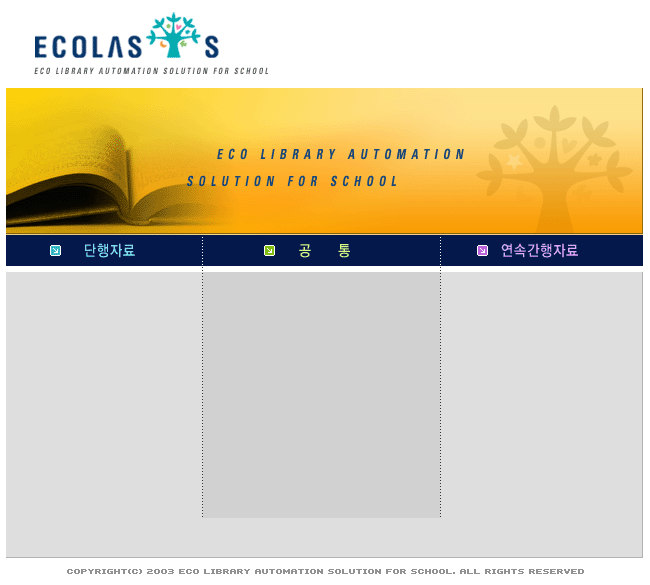 ECOLAS S
ECO LIBRARY AUTOMATION SOLUTION FOR SCHOOL
ECO LIBRARY AUTOMATION
SOLUTION FOR SCHOOL
단행자료 공 통 연속간행자료
COPYRIGHT(C) 2003 ECO LIBRARY AUTOMATION SOLUTION FOR SCHOOL. ALL RIGHTS RESERVED